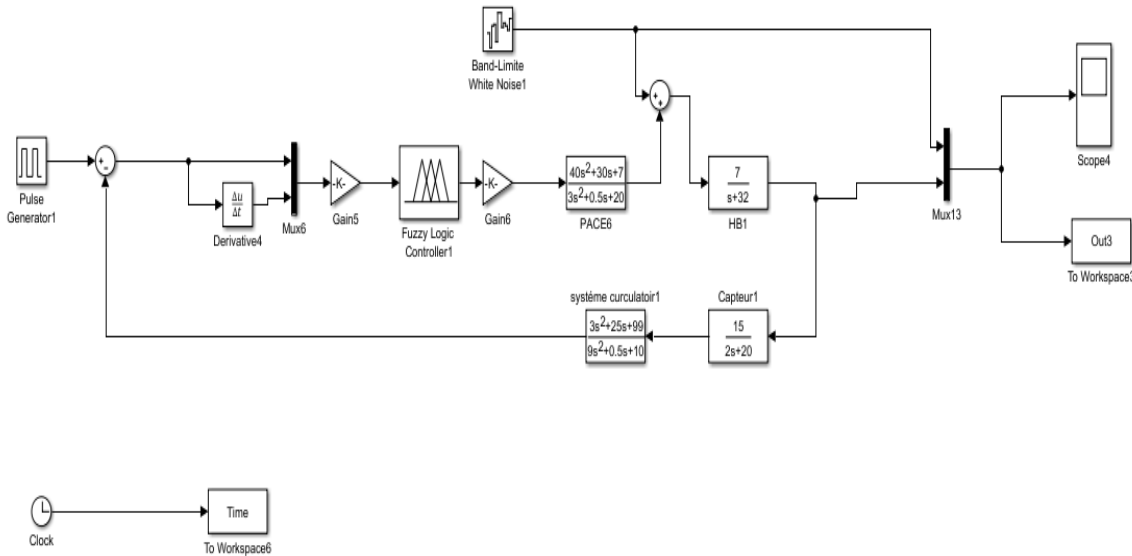 Band-Limite
White Noise1
Scope4
+
+
Pulse
Generator1
+
−
Δu
Δt
Derivative4
Mux6
-K-
Gain5
Fuzzy Logic
Controller1
-K-
Gain6
40s²+30s+7
3s²+0.5s+20
PACE6
7
s+32
HB1
Mux13
Out3
To Workspace3
systéme curculatoir1
3s²+25s+99
9s²+0.5s+10
Capteur1
15
2s+20
Clock
Time
To Workspace6